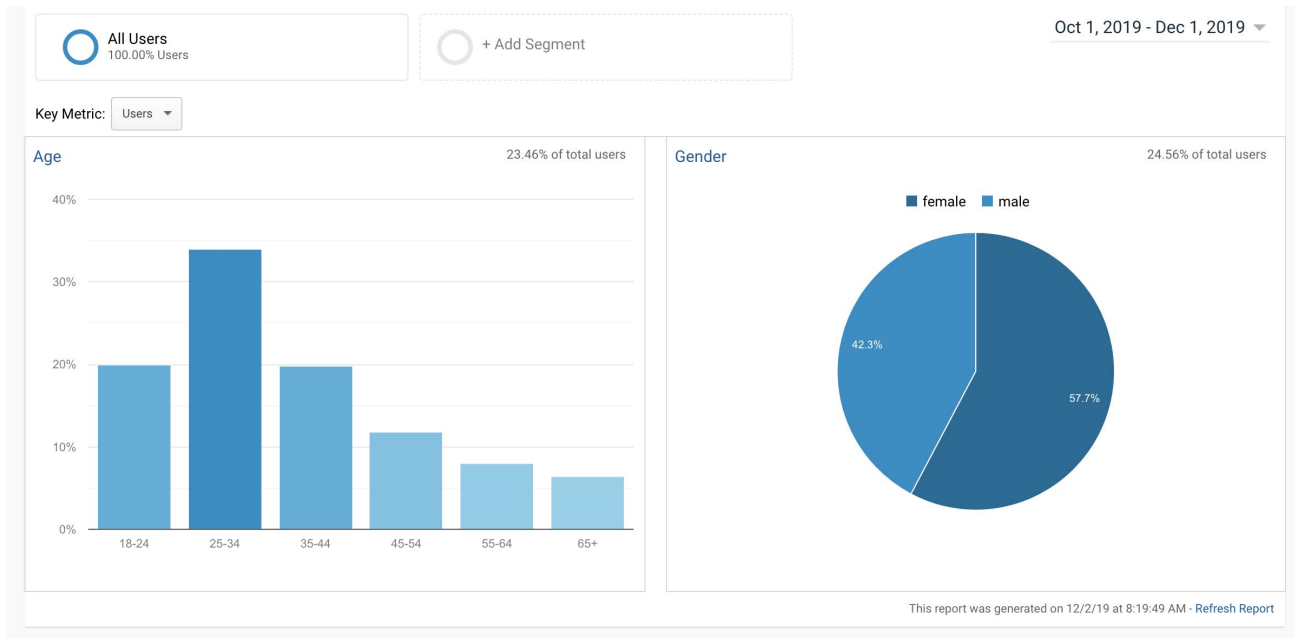 All Users
100.00% Users
+ Add Segment
Oct 1, 2019 - Dec 1, 2019
Key Metric: Users
Age
23.46% of total users
40%
30%
20%
10%
0%
18-24 25-34 35-44 45-54 55-64 65+
Gender
24.56% of total users
female male
42.3%
57.7%
This report was generated on 12/2/19 at 8:19:49 AM - Refresh Report